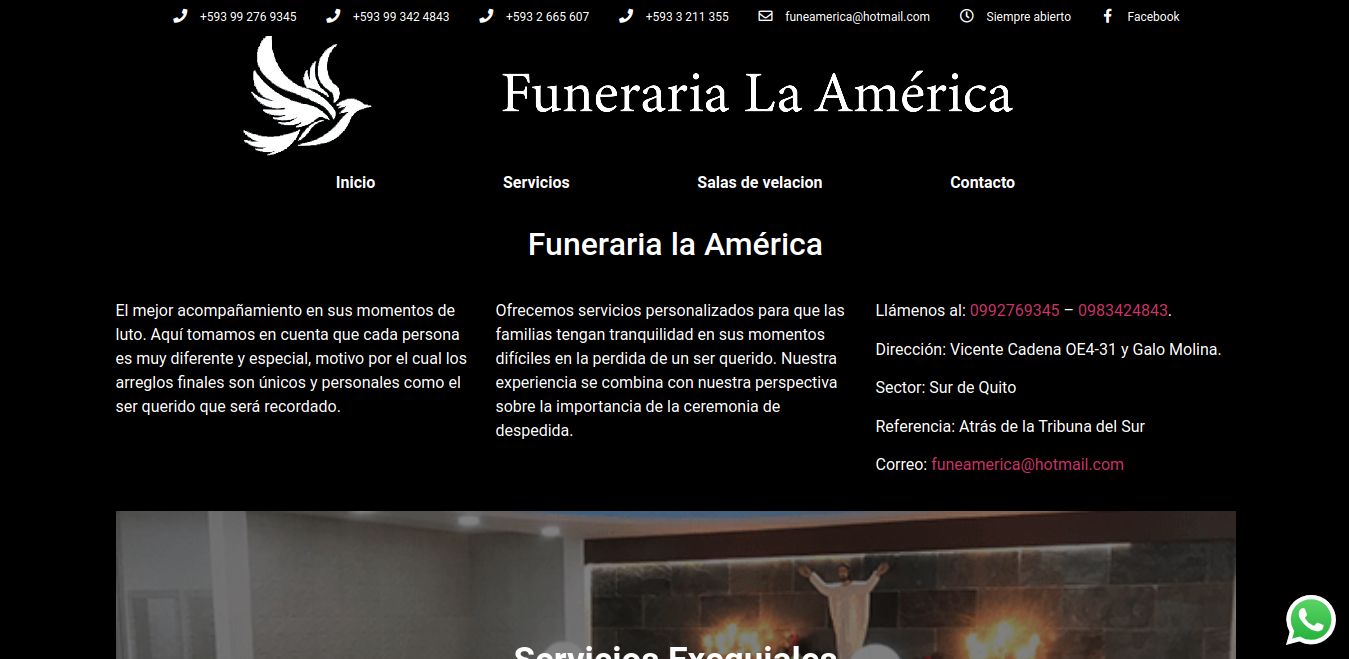 +593 99 276 9345
+593 99 342 4843
+593 2 665 607
+593 3 211 355
funeamerica@hotmail.com
Siempre abierto
Facebook
Funeraria La América
Inicio
Servicios
Salas de velacion
Contacto
Funeraria la América
El mejor acompañamiento en sus momentos de
luto. Aquí tomamos en cuenta que cada persona
es muy diferente y especial, motivo por el cual los
arreglos finales son únicos y personales como el
ser querido que será recordado.
Ofrecemos servicios personalizados para que las
familias tengan tranquilidad en sus momentos
difíciles en la perdida de un ser querido. Nuestra
experiencia se combina con nuestra perspectiva
sobre la importancia de la ceremonia de
despedida.
Llámenos al: 0992769345 – 0983424843.
Dirección: Vicente Cadena OE4-31 y Galo Molina.
Sector: Sur de Quito
Referencia: Atrás de la Tribuna del Sur
Correo: funeamerica@hotmail.com
Servicios Exequiales